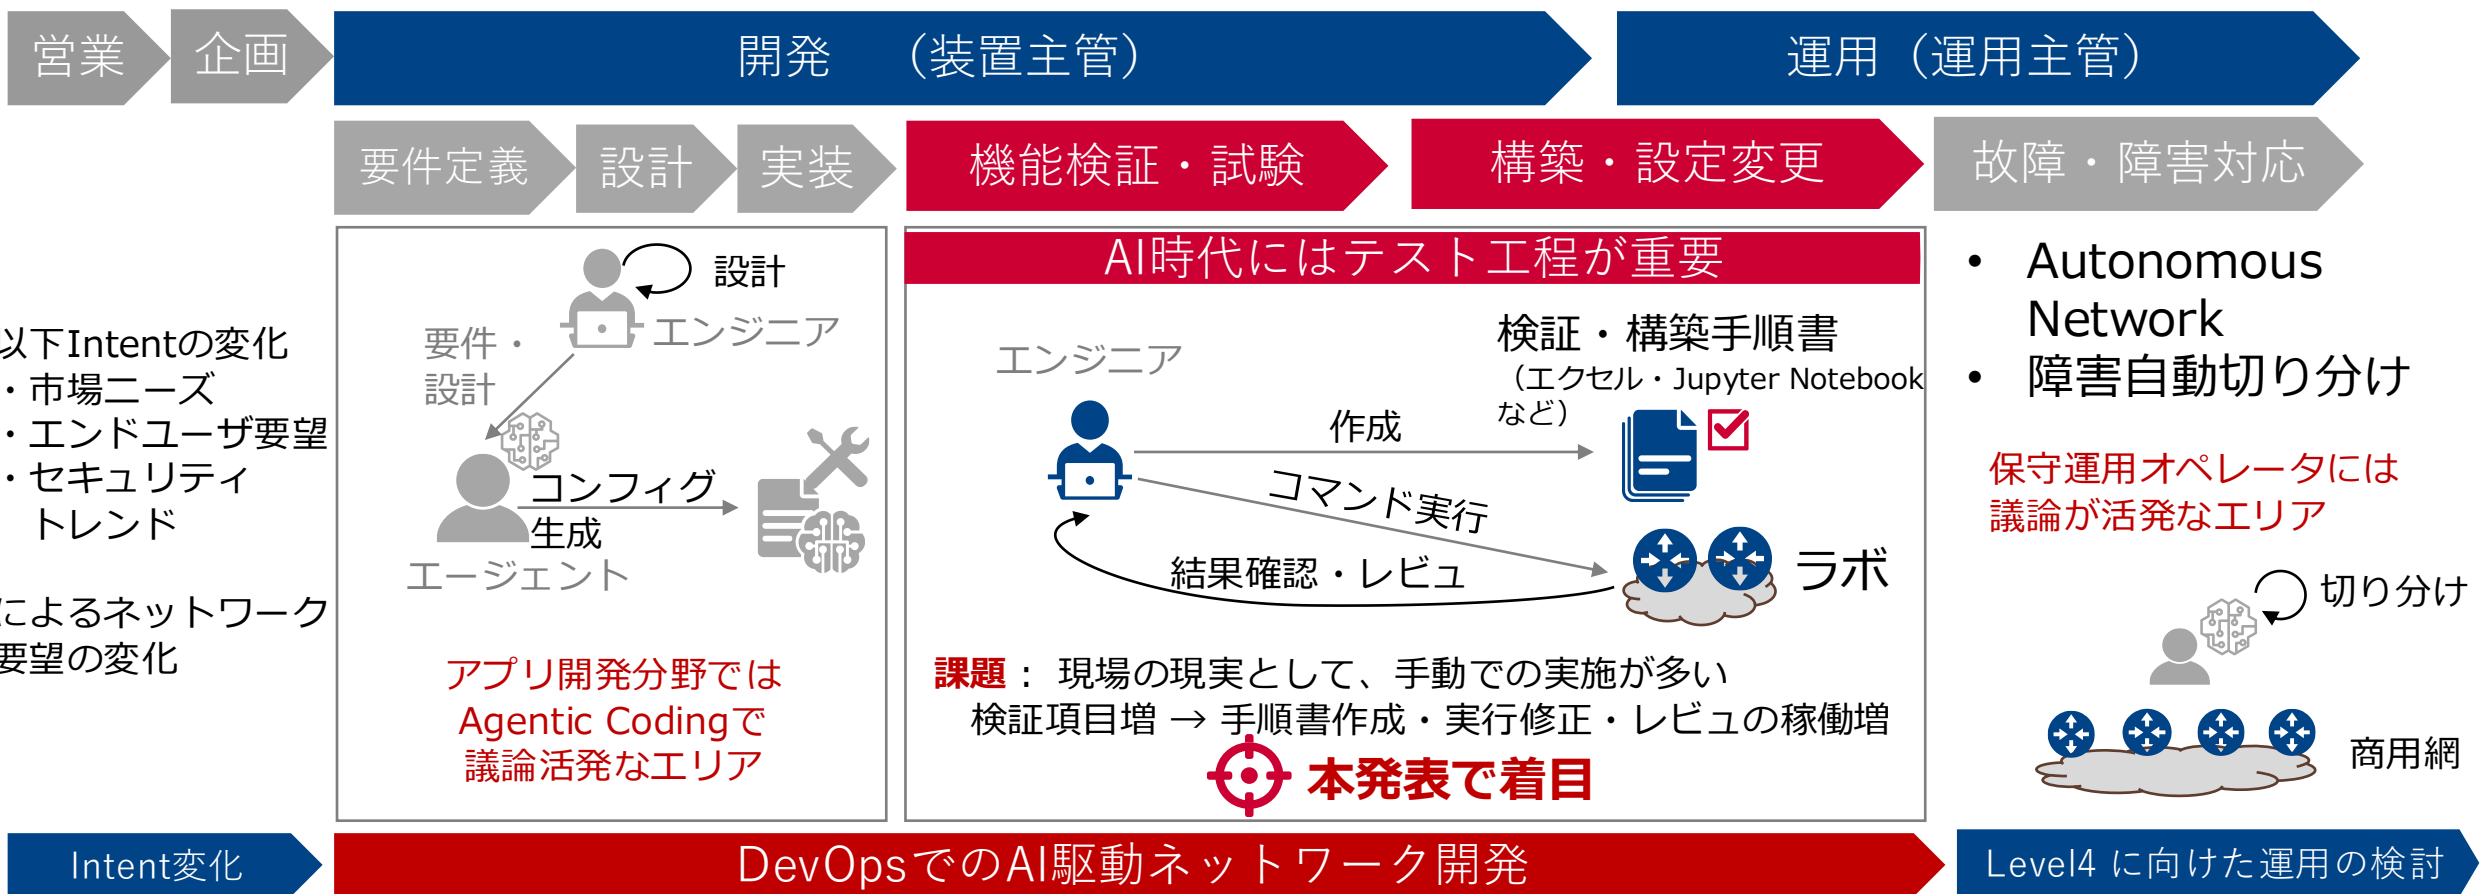 営業
企画
開発　（装置主管）
運用（運用主管）
要件定義
設計
実装
機能検証・試験
構築・設定変更
故障・障害対応
以下Intentの変化
・市場ニーズ
・エンドユーザ要望
・セキュリティ
トレンド
によるネットワーク
要望の変化
設計
エンジニア
要件・
設計
コンフィグ
生成
エージェント
アプリ開発分野では
Agentic Codingで
議論活発なエリア
AI時代にはテスト工程が重要
エンジニア
検証・構築手順書
（エクセル・Jupyter Notebook
など）
作成
コマンド実行
結果確認・レビュ
ラボ
課題： 現場の現実として、手動での実施が多い
検証項目増 → 手順書作成・実行修正・レビュの稼働増
本発表で着目
• Autonomous
Network
• 障害自動切り分け
保守運用オペレータには
議論が活発なエリア
切り分け
商用網
Intent変化
DevOpsでのAI駆動ネットワーク開発
Level4 に向けた運用の検討